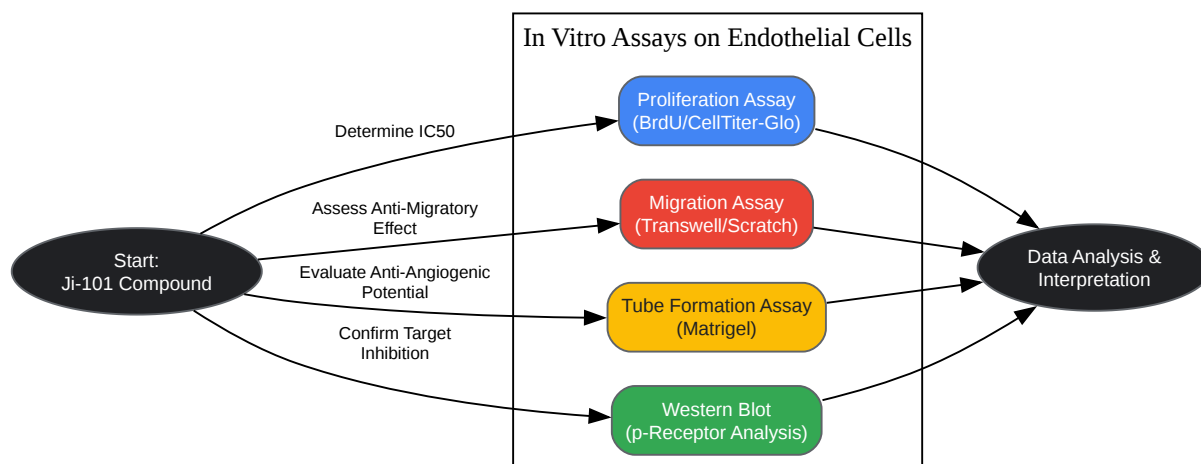 In Vitro Assays on Endothelial Cells
Proliferation Assay
(BrdU/CellTiter-Glo)
Determine IC50
Assess Anti-Migratory
Effect
Migration Assay
(Transwell/Scratch)
Start:
Ji-101 Compound
Evaluate Anti-Angiogenic
Potential
Data Analysis &
Interpretation
Tube Formation Assay
(Matrigel)
Confirm Target
Inhibition
Western Blot
(p-Receptor Analysis)